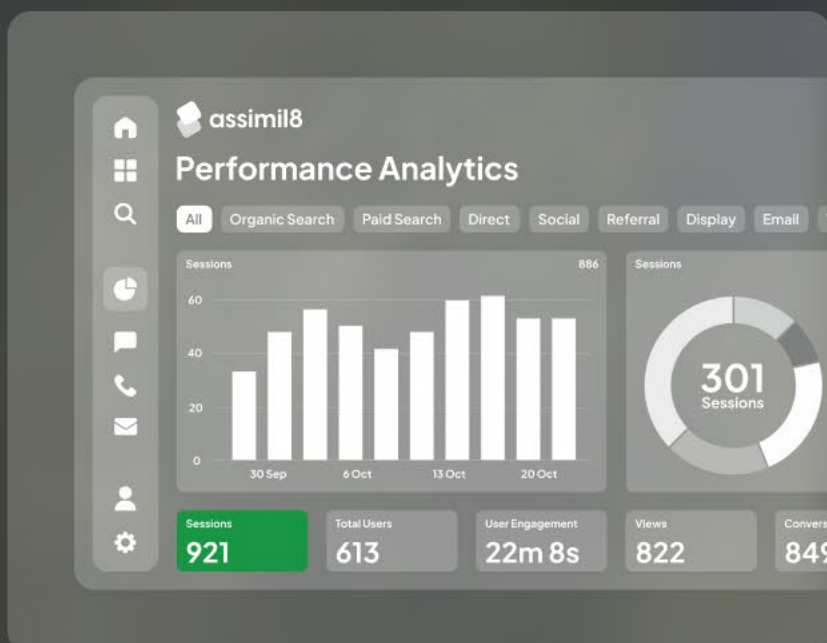 assimil8
Performance Analytics
All Organic Search Paid Search Direct Social Referral Display Email
Sessions 886
60
40
20
0
30 Sep 6 Oct 13 Oct 20 Oct
Sessions
301
Sessions
Sessions
921
Total Users
613
User Engagement
22m 8s
Views
822
Convers
849